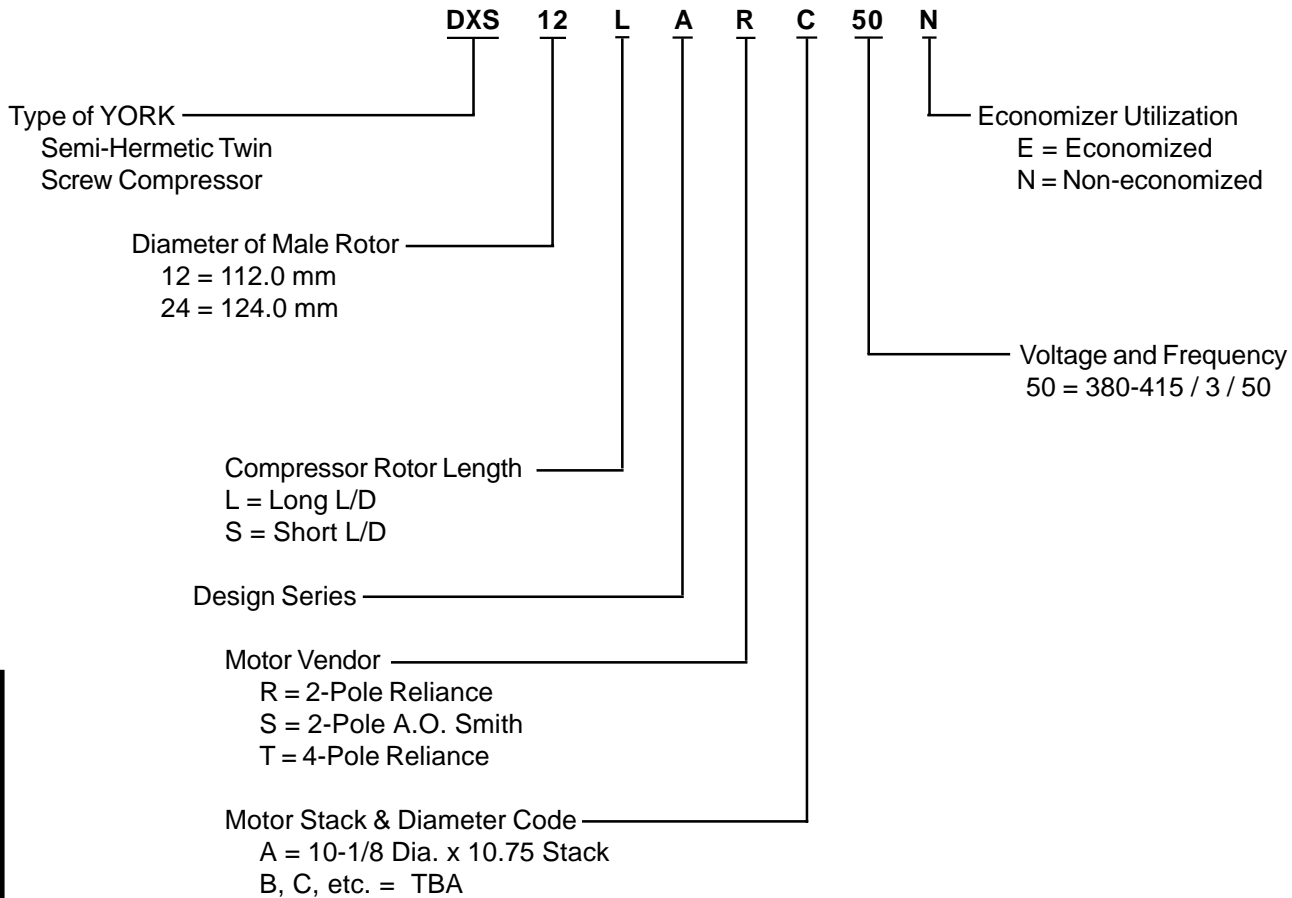 DXS 12 L A R C 50 N
Type of YORK
Semi-Hermetic Twin
Screw Compressor
Economizer Utilization
E = Economized
N = Non-economized
Diameter of Male Rotor
12 = 112.0 mm
24 = 124.0 mm
Voltage and Frequency
50 = 380-415 / 3 / 50
Compressor Rotor Length
L = Long L/D
S = Short L/D
Design Series
Motor Vendor
R = 2-Pole Reliance
S = 2-Pole A.O. Smith
T = 4-Pole Reliance
Motor Stack & Diameter Code
A = 10-1/8 Dia. x 10.75 Stack
B, C, etc. = TBA